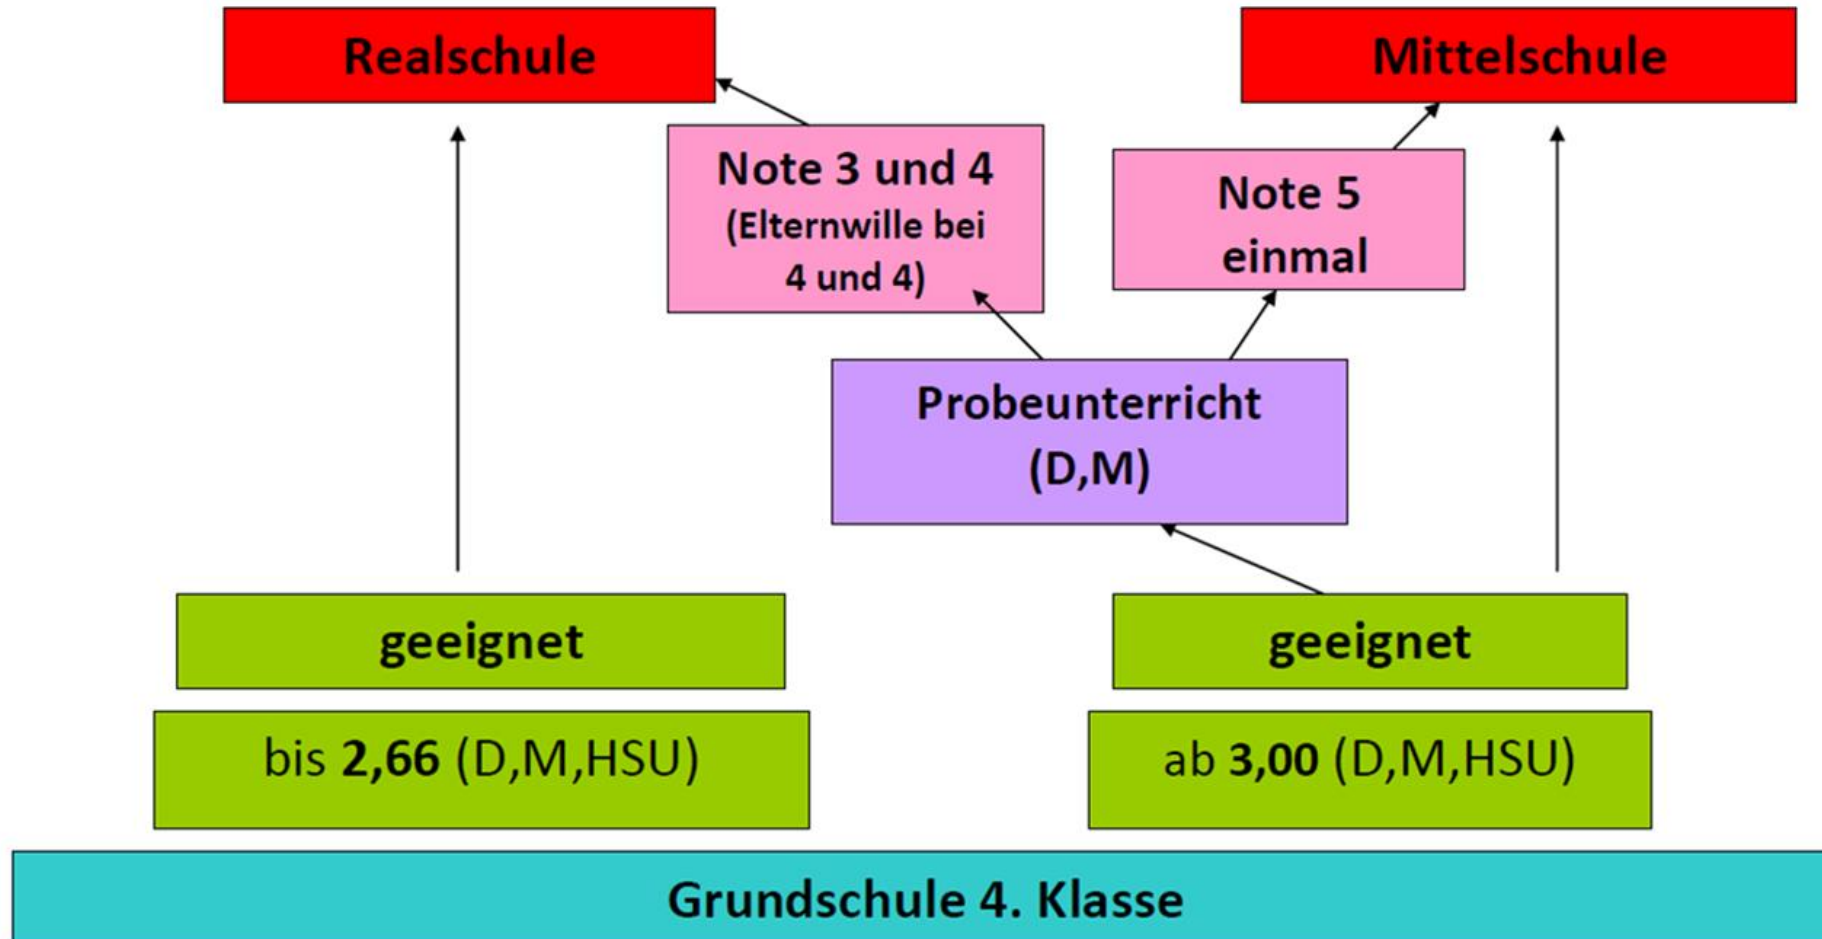 Realschule
Mittelschule
Note 3 und 4
(Elternwille bei
4 und 4)
Note 5
einmal
Probeunterricht
(D,M)
geeignet
geeignet
bis 2,66 (D,M,HSU)
ab 3,00 (D,M,HSU)
Grundschule 4. Klasse